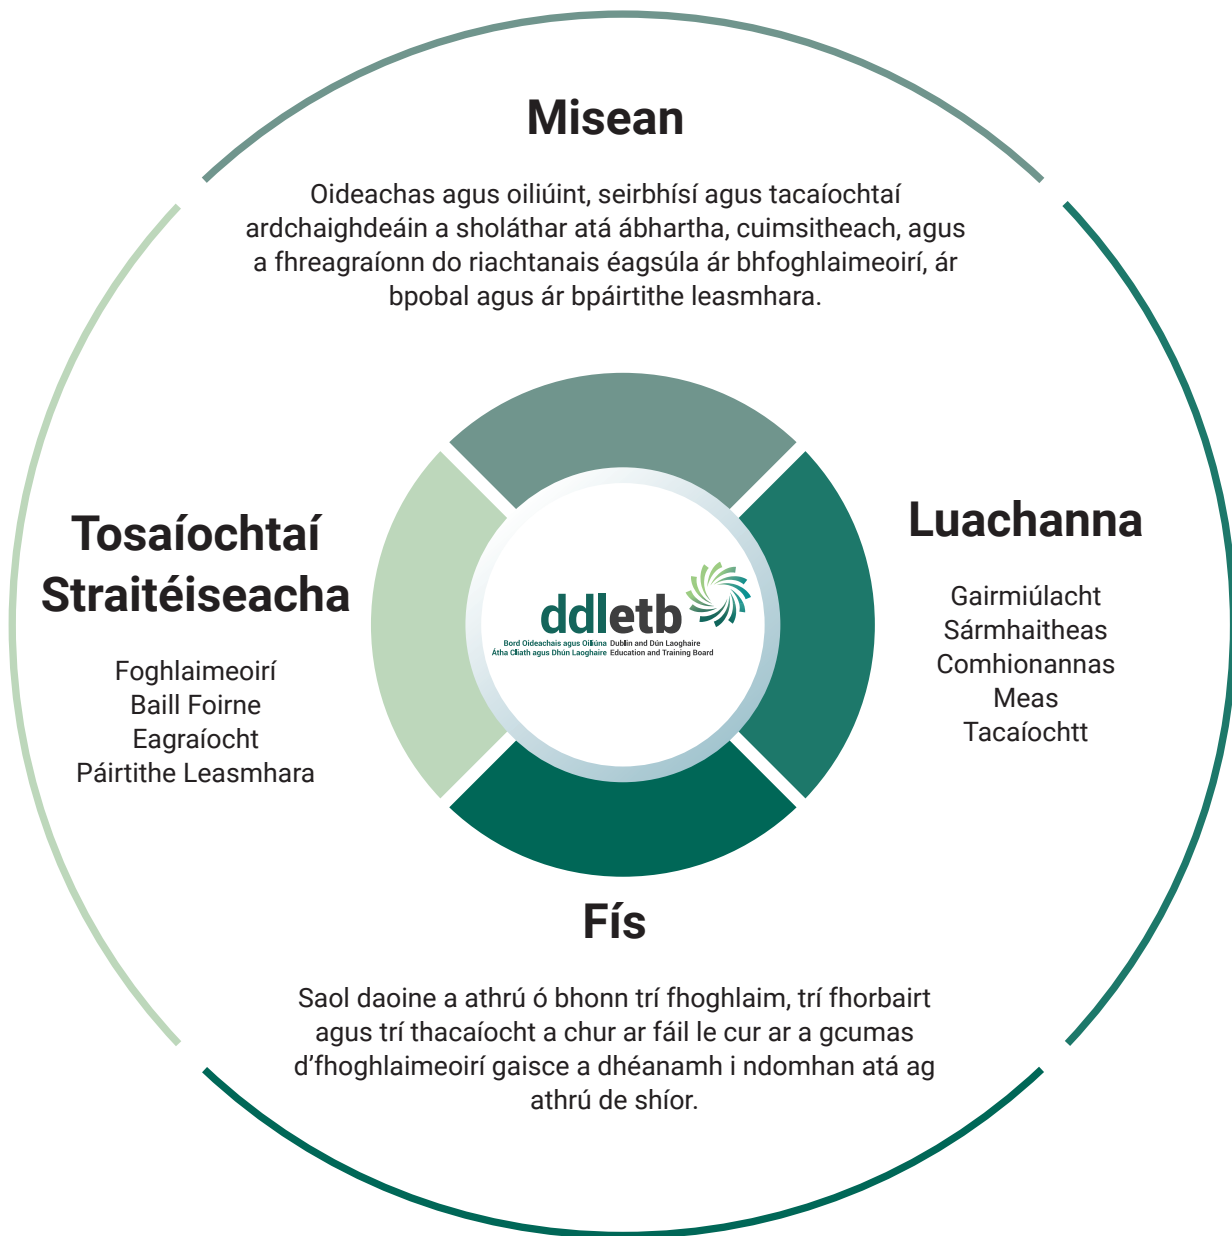 Misean
Oideachas agus oiliúint, seirbhísí agus tacaíochtaí
ardchaighdeáin a sholáthar atá ábhartha, cuimsitheach, agus
a fhreagraíonn do riachtanais éagsúla ár bhfoghlaimeoirí, ár
bpobal agus ár bpáirtithe leasmhara.
Tosaíochtaí
Straitéiseacha
Foghlaimeoirí
Baill Foirne
Eagraíocht
Páirtithe Leasmhara
ddletb
Bord Oideachais agus Oiliúna Dublin and Dún Laoghaire
Átha Cliath agus Dhún Laoghaire Education and Training Board
Luachanna
Gairmiúlacht
Sármhaitheas
Comhionannas
Meas
Tacaíochtt
Fís
Saol daoine a athrú ó bhonn trí fhoghlaim, trí fhorbairt
agus trí thacaíocht a chur ar fáil le cur ar a gcumas
d’fhoghlaimeoirí gaisce a dhéanamh i ndomhan atá ag
athrú de shíor.